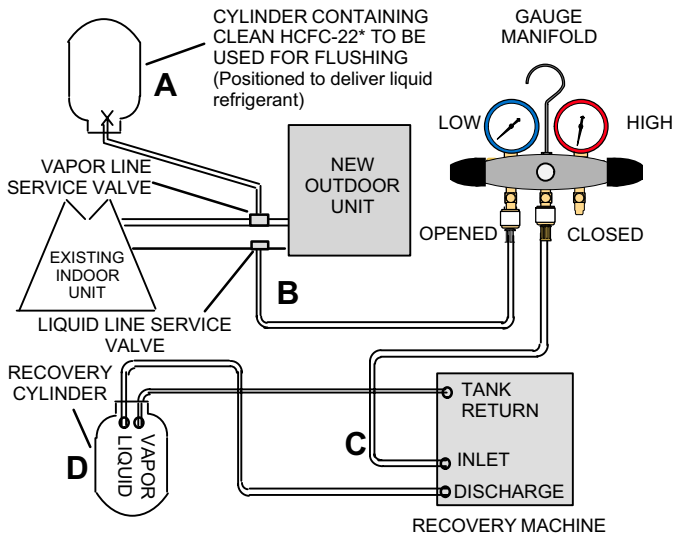 CYLINDER CONTAINING
CLEAN HCFC-22* TO BE
USED FOR FLUSHING
(Positioned to deliver liquid
refrigerant)
GAUGE
MANIFOLD
A
LOW
HIGH
VAPOR LINE
SERVICE VALVE
NEW
OUTDOOR
UNIT
OPENED
CLOSED
EXISTING
INDOOR
UNIT
B
LIQUID LINE SERVICE
VALVE
RECOVERY
CYLINDER
TANK
RETURN
C
D
LIQUID
VAPOR
INLET
DISCHARGE
RECOVERY MACHINE